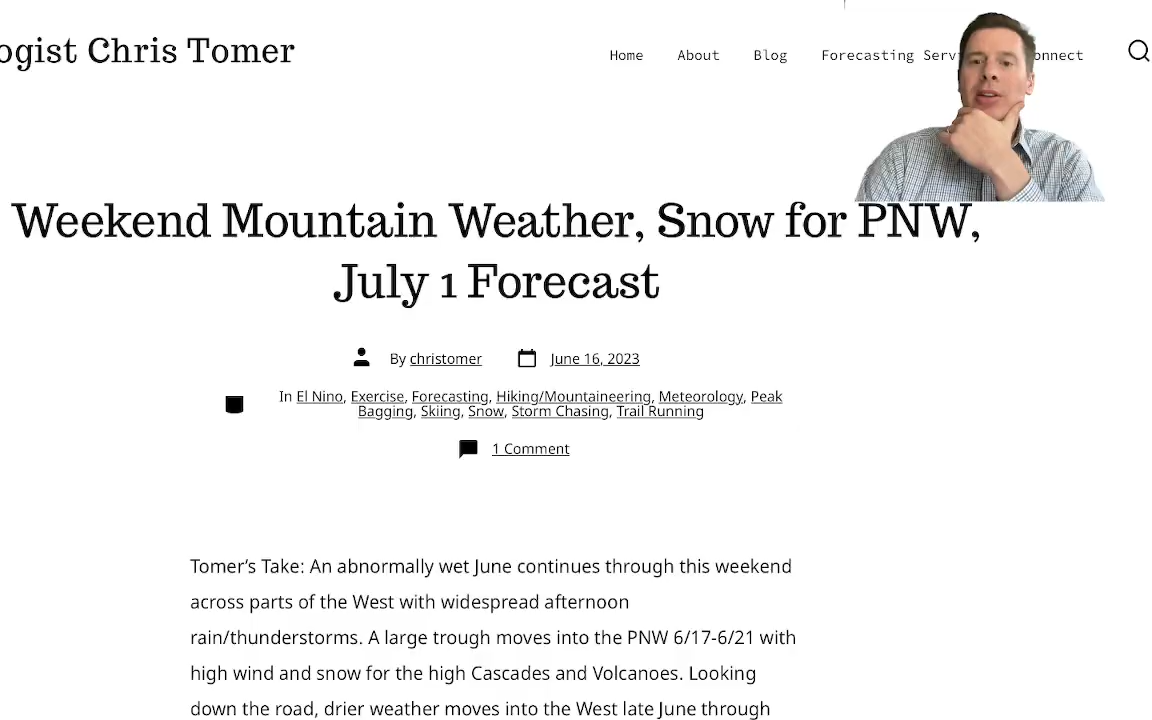 ogist Chris Tomer
Home About Blog Forecasting Servi onnect
Weekend Mountain Weather, Snow for PNW,
July 1 Forecast
By christomer June 16, 2023
In El Nino, Exercise, Forecasting, Hiking/Mountaineering, Meteorology, Peak
Bagging, Skiing, Snow, Storm Chasing, Trail Running
1 Comment
Tomer’s Take: An abnormally wet June continues through this weekend
across parts of the West with widespread afternoon
rain/thunderstorms. A large trough moves into the PNW 6/17-6/21 with
high wind and snow for the high Cascades and Volcanoes. Looking
down the road, drier weather moves into the West late June through